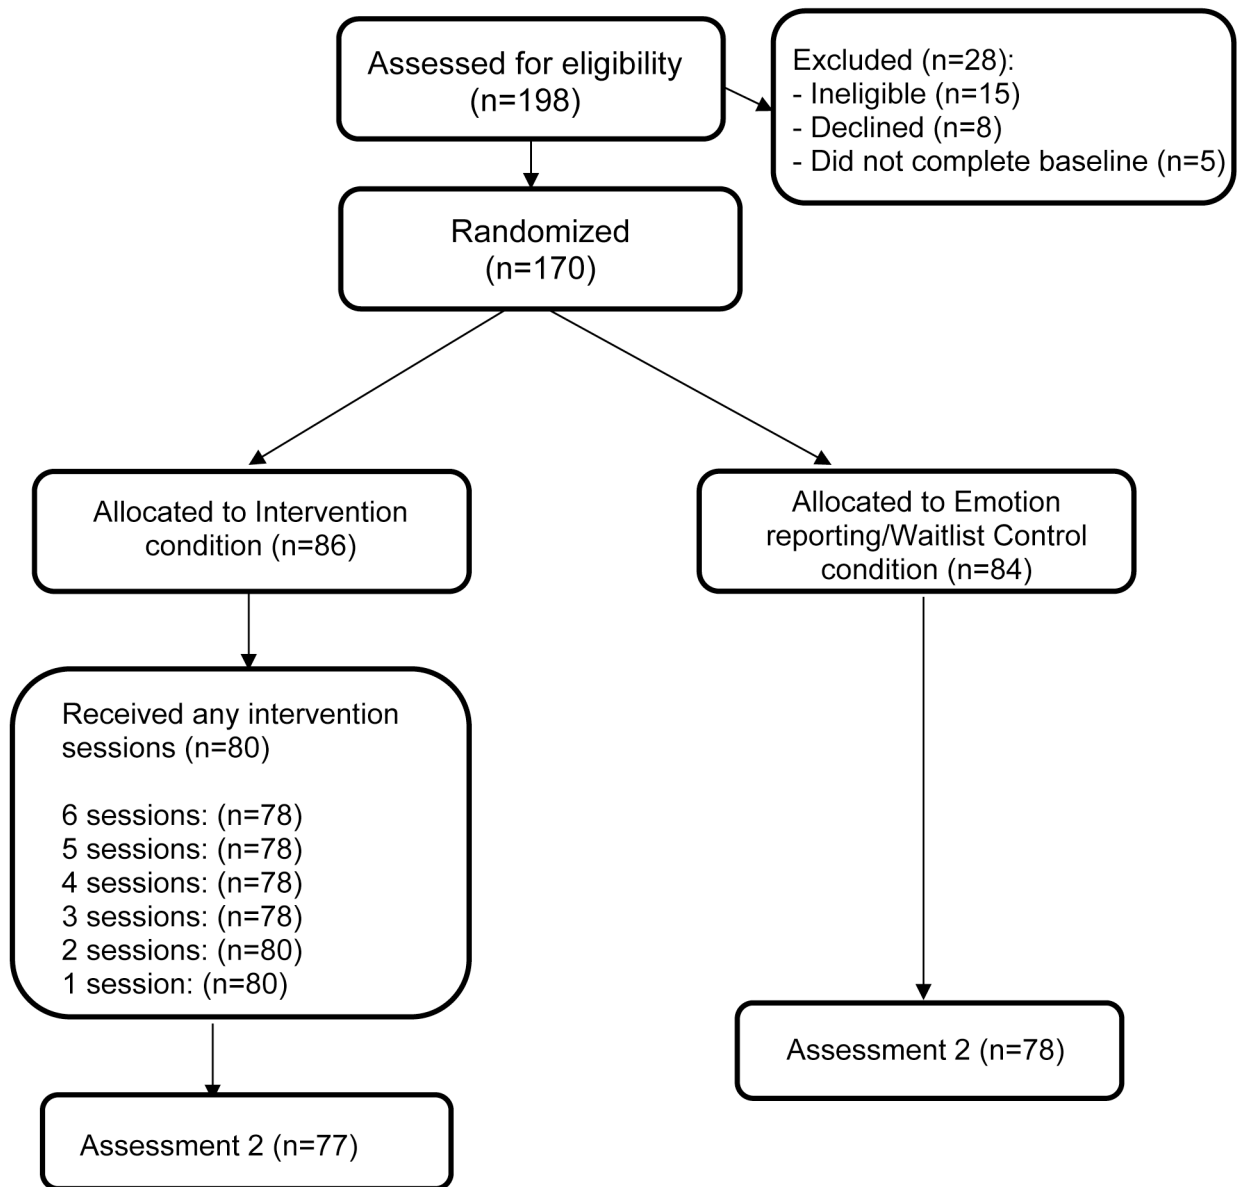 Assessed for eligibility
(n=198)
Excluded (n=28):
- Ineligible (n=15)
- Declined (n=8)
- Did not complete baseline (n=5)
Randomized
(n=170)
Allocated to Intervention
condition (n=86)
Allocated to Emotion
reporting/Waitlist Control
condition (n=84)
Received any intervention
sessions (n=80)
6 sessions: (n=78)
5 sessions: (n=78)
4 sessions: (n=78)
3 sessions: (n=78)
2 sessions: (n=80)
1 session: (n=80)
Assessment 2 (n=78)
Assessment 2 (n=77)